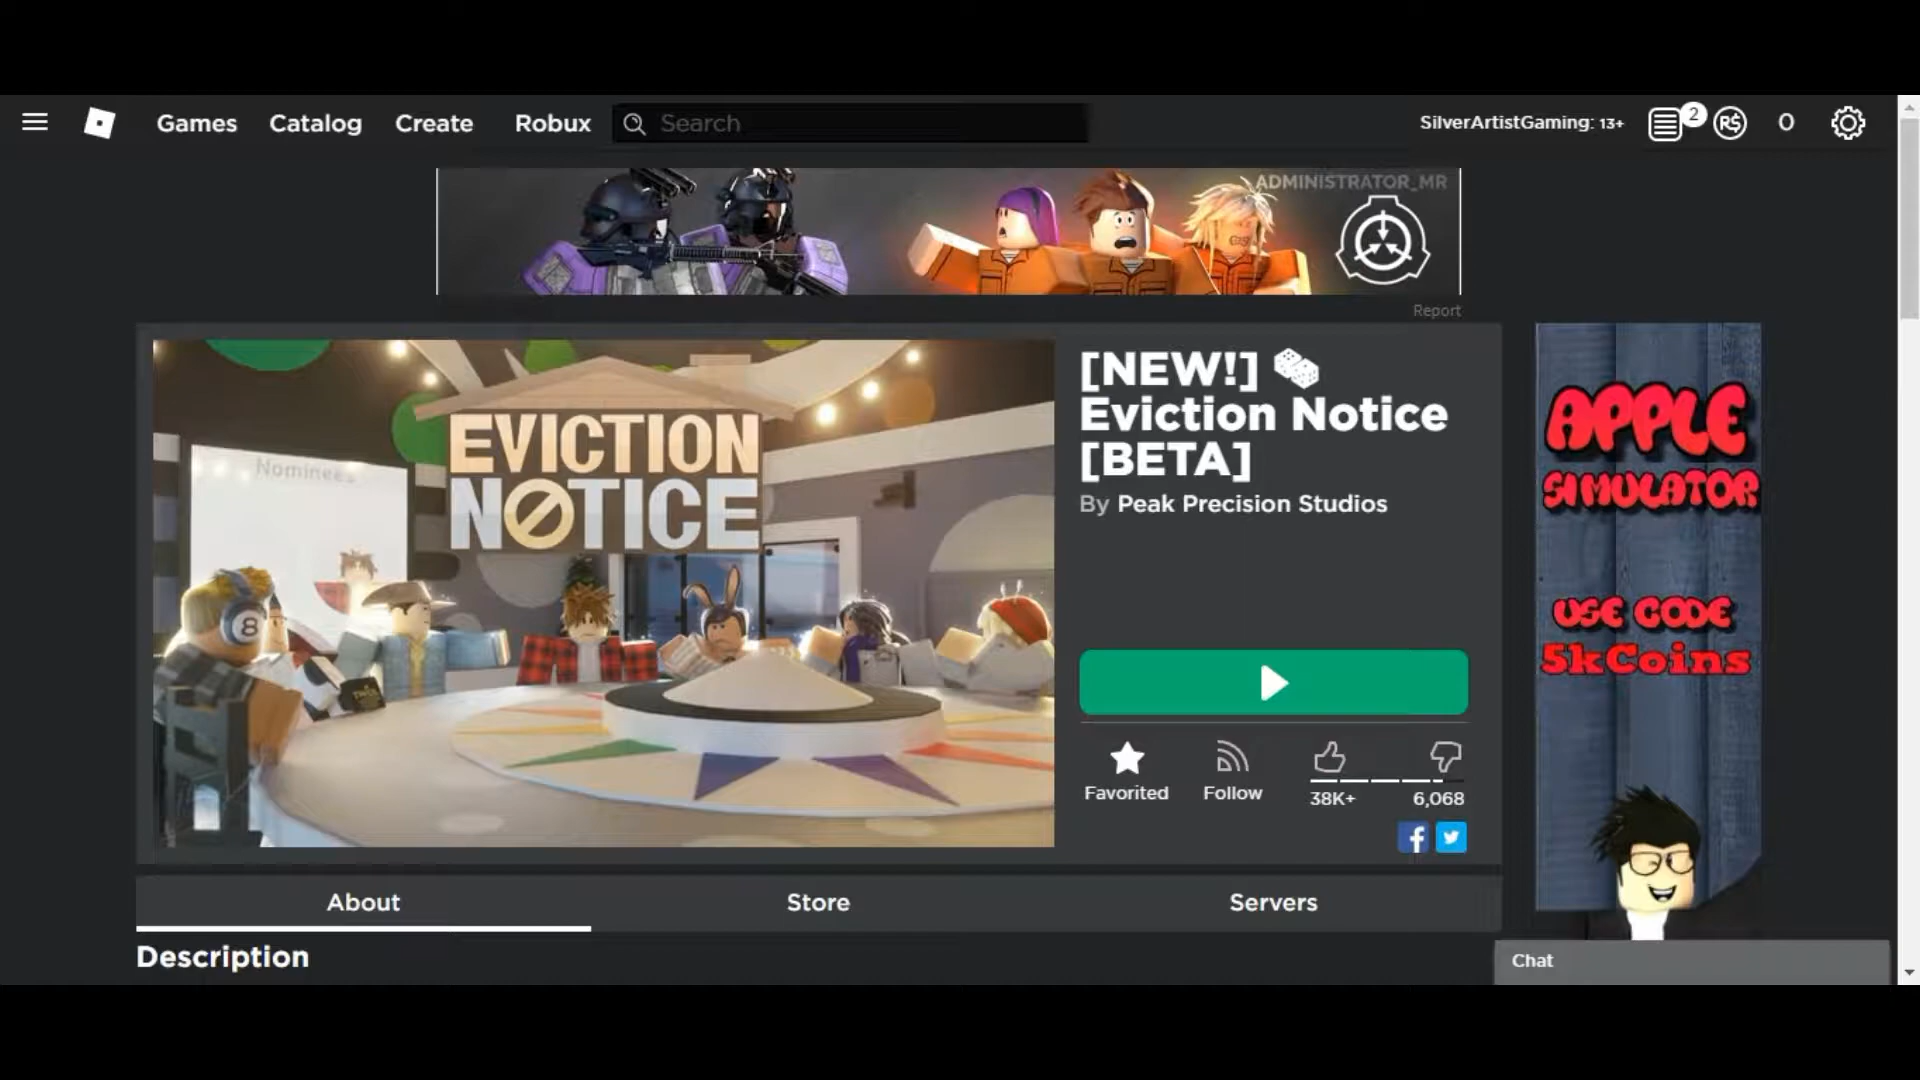 Games Catalog Create Robux Search SilverArtistGaming: 13+ 2 R$ 0
ADMINISTRATOR_MR
Report
Nominees
EVICTION
NOTICE
8
[NEW!]
Eviction Notice
[BETA]
By Peak Precision Studios
Favorited Follow 38K+ 6,068
APPLE
SIMULATOR
USE CODE
5kCoins
About Store Servers
Description
Chat